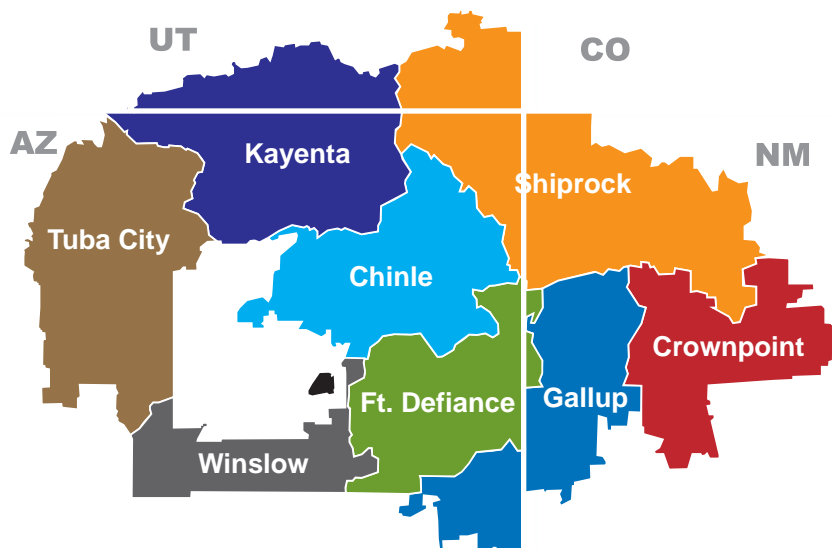 UT
CO
AZ
Kayenta
NM
Shiprock
Tuba City
Chinle
Crownpoint
Ft. Defiance
Gallup
Winslow